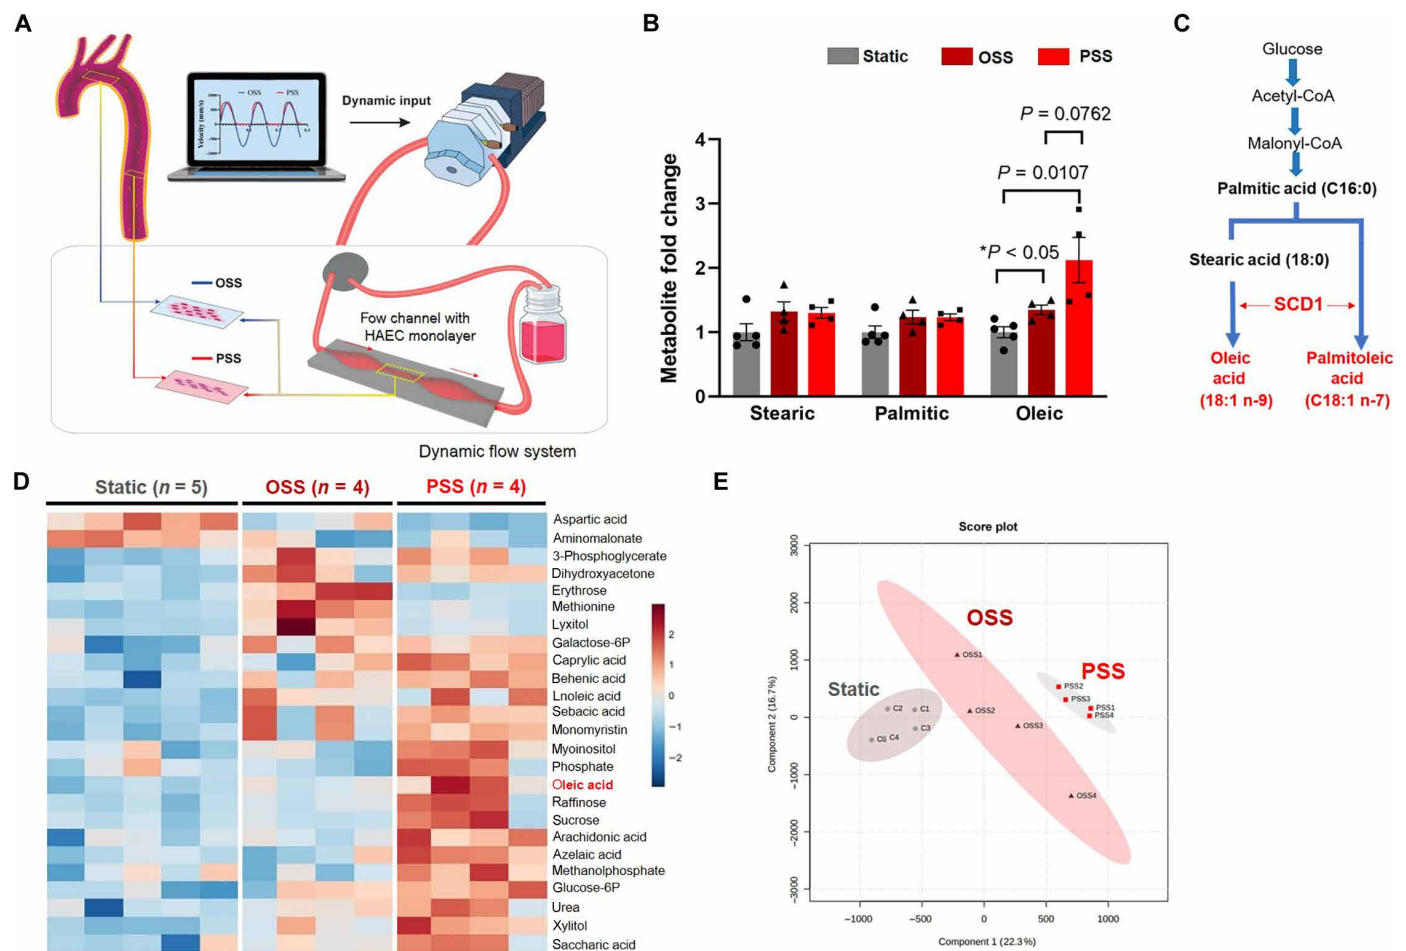 A
OSS PSS
Velocity (mm/s)
Dynamic input
OSS
PSS
Fow channel with
HAEC monolayer
Dynamic flow system
B
Static OSS PSS
P = 0.0762
P = 0.0107
*P < 0.05
Metabolite fold change
4
3
2
1
0
Stearic Palmitic Oleic
C
Glucose
Acetyl-CoA
Malonyl-CoA
Palmitic acid (C16:0)
Stearic acid (18:0)
SCD1
Oleic Palmitoleic
acid acid
(18:1 n-9) (C18:1 n-7)
D
Static (n = 5) OSS (n = 4) PSS (n = 4)
Aspartic acid
Aminomalonate
3-Phosphoglycerate
Dihydroxyacetone
Erythrose
Methionine
Lyxitol
Galactose-6P
Caprylic acid
Behenic acid
Lnoleic acid
Sebacic acid
Monomyristin
Myoinositol
Phosphate
Oleic acid
Raffinose
Sucrose
Arachidonic acid
Azelaic acid
Methanolphosphate
Glucose-6P
Urea
Xylitol
Saccharic acid
2
1
0
−1
−2
E
Score plot
Component 2 (16.7%)
3000
2000
1000
0
−1000
−2000
−3000
OSS
PSS
Static
OSS1
OSS2
OSS3
OSS4
PSS2
PSS3
PSS1
PSS4
C2 C1
C3
C4
−1000 −500 0 500 1000
Component 1 (22.3%)